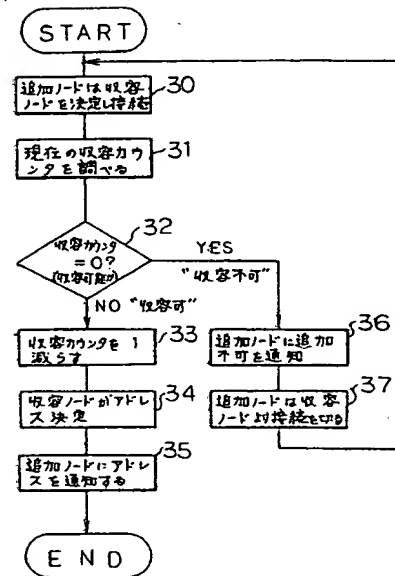 START
追加ノードは収容
ノードを決定し接続
30
現在の収容カウ
ンタを調べる
31
32
収容カウンタ
=0?
(収容可能か)
YES
"収容不可"
NO "収容可"
収容カウンタを1
減らす
33
収容ノードがアドレ
ス決定
34
追加ノードにアドレ
スを通知する
35
追加ノードに追加
不可を通知
36
追加ノードは収容
ノードより接続を切る
37
END